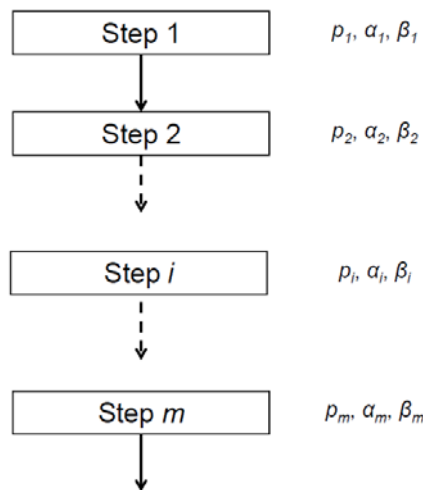 Step 1 p₁, α₁, β₁
Step 2 p₂, α₂, β₂
Step i pᵢ, αᵢ, βᵢ
Step m pₘ, αₘ, βₘ